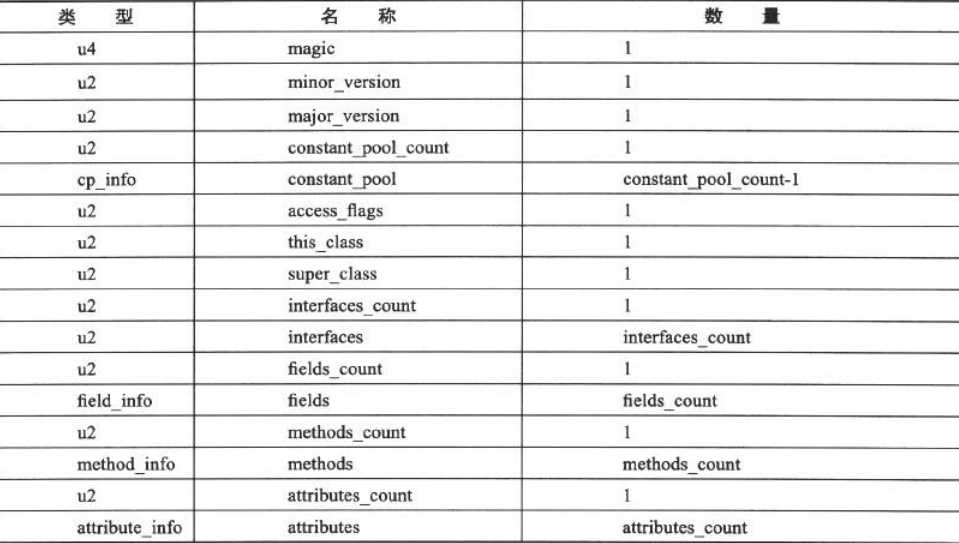 类 型 名 称 数 量
u4 magic 1
u2 minor_version 1
u2 major_version 1
u2 constant_pool_count 1
cp_info constant_pool constant_pool_count-1
u2 access_flags 1
u2 this_class 1
u2 super_class 1
u2 interfaces_count 1
u2 interfaces interfaces_count
u2 fields_count 1
field_info fields fields_count
u2 methods_count 1
method_info methods methods_count
u2 attributes_count 1
attribute_info attributes attributes_count